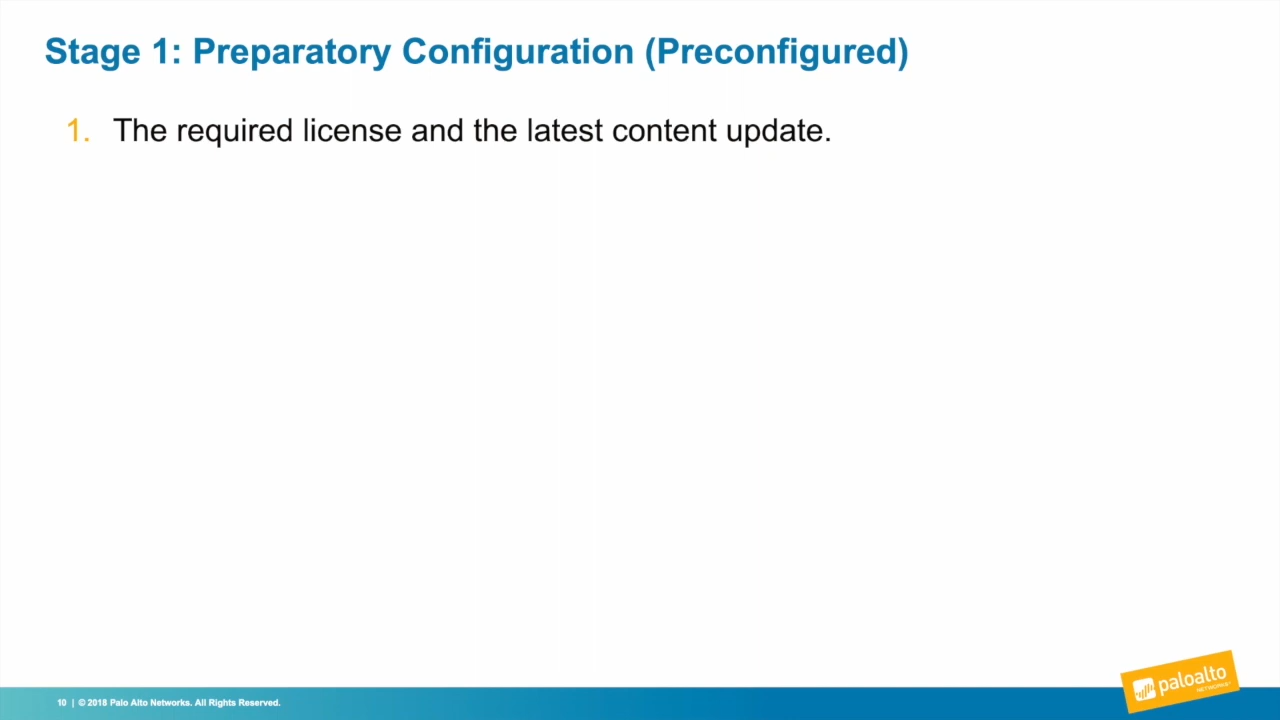 Stage 1: Preparatory Configuration (Preconfigured)
1. The required license and the latest content update.
10 | © 2018 Palo Alto Networks. All Rights Reserved.
paloalto
NETWORKS®